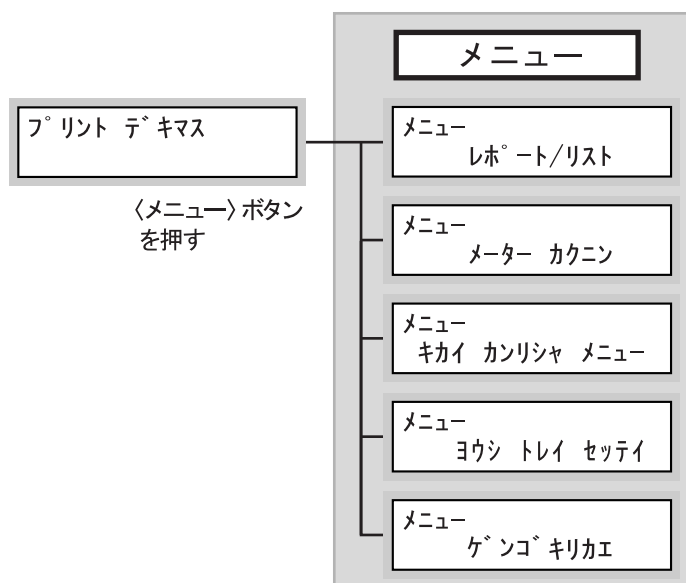 メニュー
プリント デキマス
〈メニュー〉ボタン
を押す
メニュー
レポート/リスト
メニュー
メーター カクニン
メニュー
キカイ カンリシャ メニュー
メニュー
ヨウシ トレイ セッテイ
メニュー
ゲンゴキリカエ